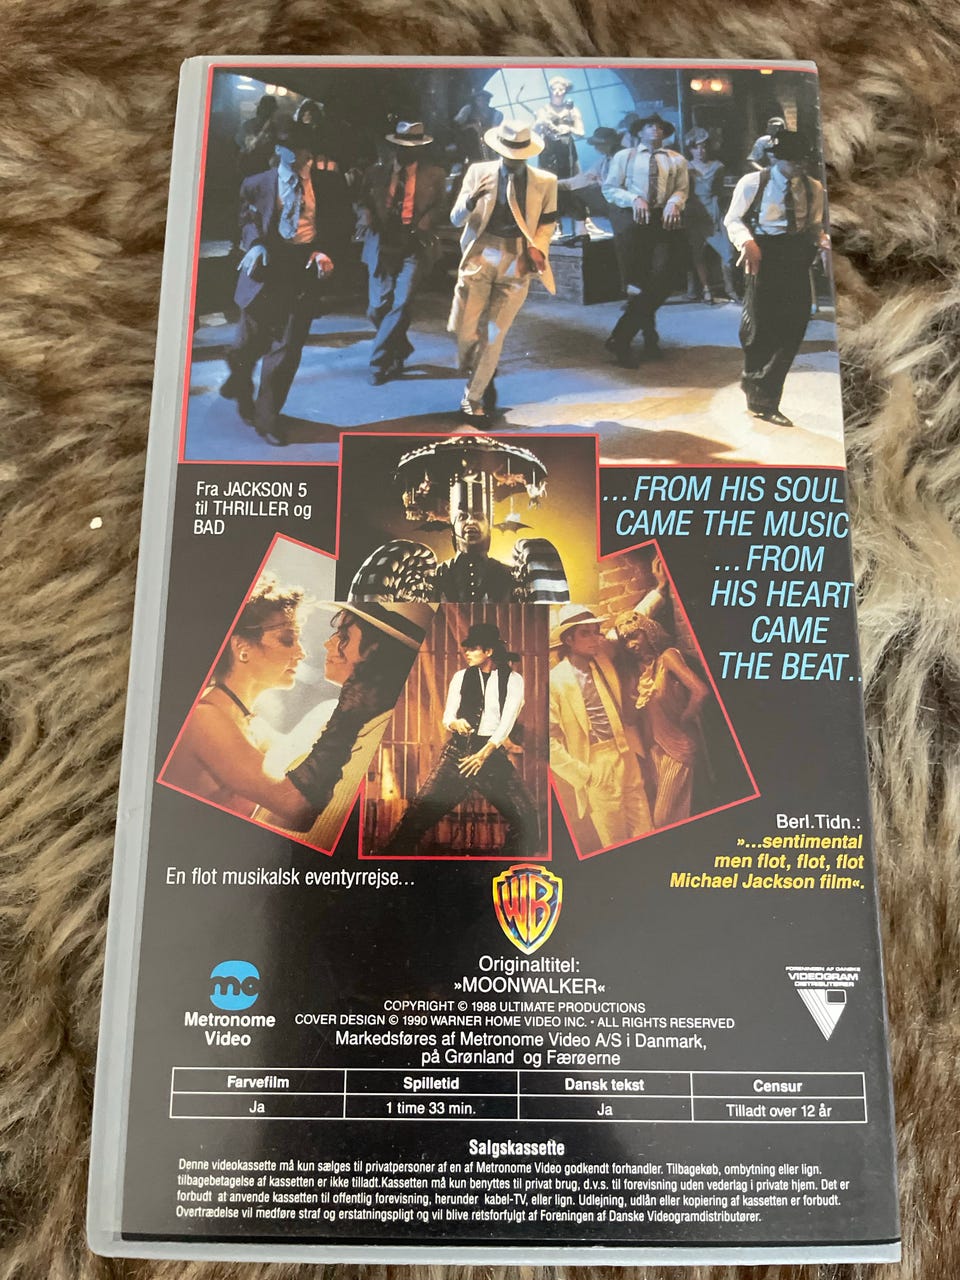 Fra JACKSON 5
til THRILLER og
BAD
...FROM HIS SOUL
CAME THE MUSIC
...FROM
HIS HEART
CAME
THE BEAT..
Berl.Tidn.:
»...sentimental
men flot, flot, flot
Michael Jackson film«.
En flot musikalsk eventyrrejse...
WB
Originaltitel:
»MOONWALKER«
COPYRIGHT © 1988 ULTIMATE PRODUCTIONS
COVER DESIGN © 1990 WARNER HOME VIDEO INC. · ALL RIGHTS RESERVED
Markedsføres af Metronome Video A/S i Danmark,
på Grønland og Færøerne
mo
Metronome
Video
FORENINGEN AF DANSKE
VIDEOGRAM
DISTRIBUTØRER
Farvefilm Spilletid Dansk tekst Censur
Ja 1 time 33 min. Ja Tilladt over 12 år
Salgskassette
Denne videokassette må kun sælges til privatpersoner af en af Metronome Video godkendt forhandler. Tilbagekøb, ombytning eller lign.
tilbagebetagelse af kassetten er ikke tilladt.Kassetten må kun benyttes til privat brug, d.v.s. til forevisning uden vederlag i private hjem. Det er
forbudt at anvende kassetten til offentlig forevisning, herunder kabel-TV, eller lign. Udlejning, udlån eller kopiering af kassetten er forbudt.
Overtrædelse vil medføre straf og erstatningspligt og vil blive retsforfulgt af Foreningen af Danske Videogramdistributører.